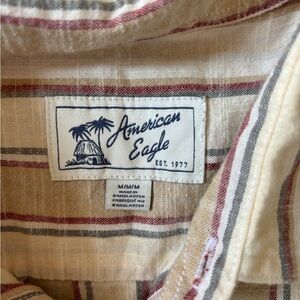 American
Eagle
EST. 1977
M/M/M
MADE IN
BANGLADESH
FABRIQUÉ AU
BANGLADESH